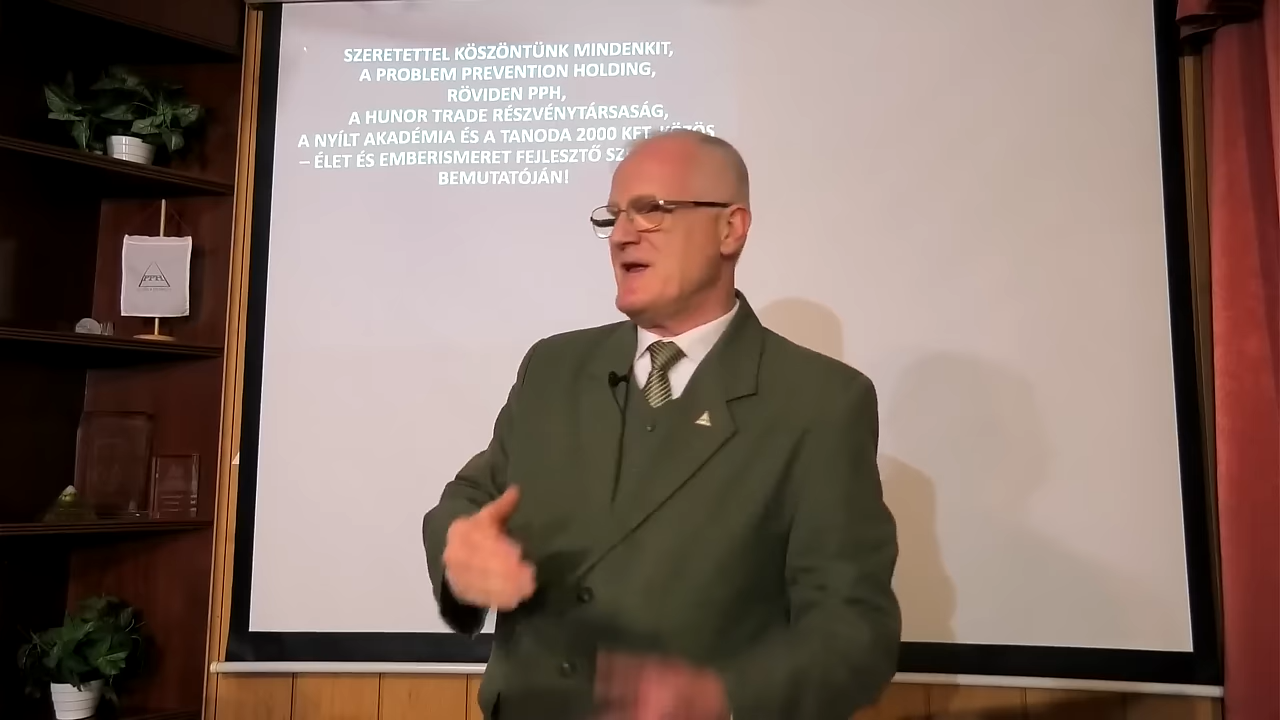 SZERETETTEL KÖSZÖNTÜNK MINDENKIT,
A PROBLEM PREVENTION HOLDING,
RÖVIDEN PPH,
A HUNOR TRADE RÉSZVÉNYTÁRSASÁG,
A NYÍLT AKADÉMIA ÉS A TANODA 2000 KFT. KÖZÖS
– ÉLET ÉS EMBERISMERET FEJLESZTŐ
BEMUTATÓJÁN!